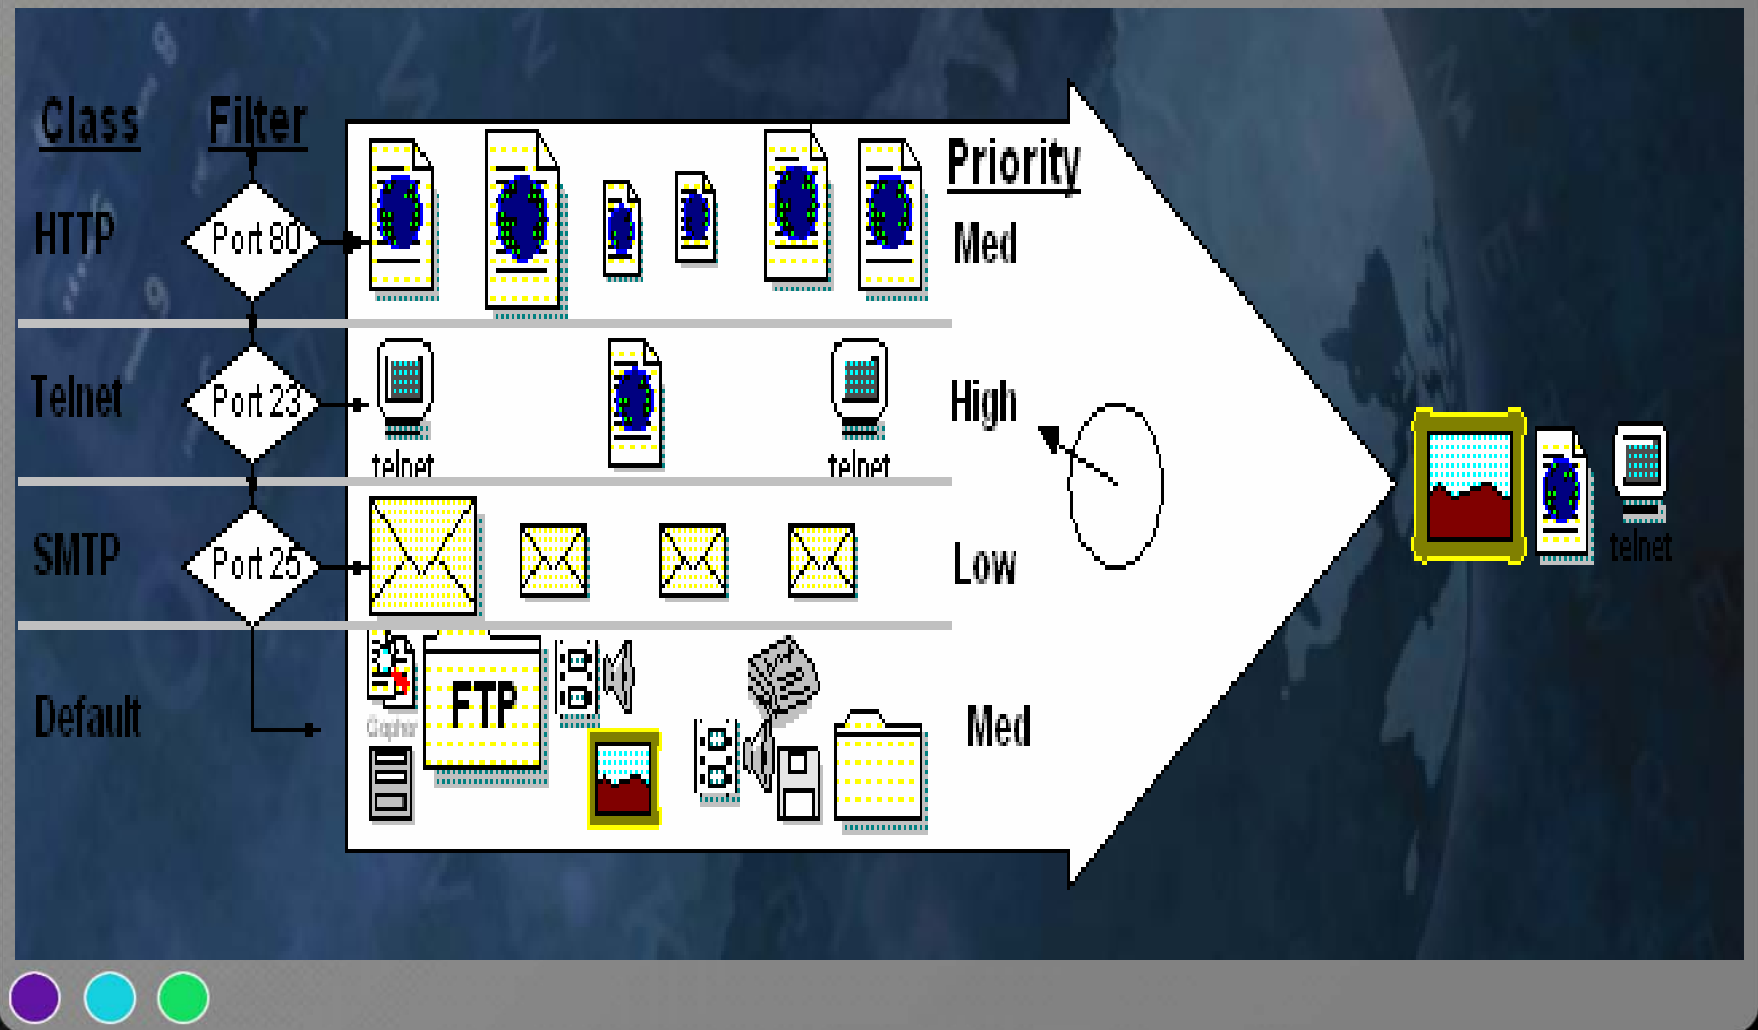 Class Filter
Priority
HTTP Port 80 Med
Telnet Port 23 High
telnet telnet
SMTP Port 25 Low
telnet
Gopher
FTP
Default Med